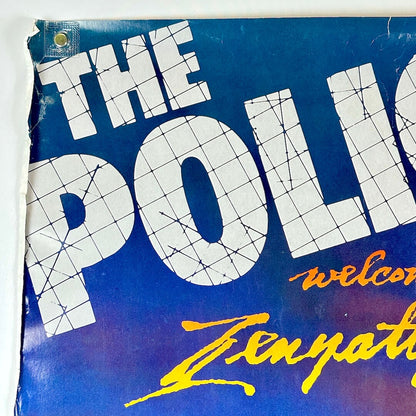 THE
POLIC
welcom
Zenyatt